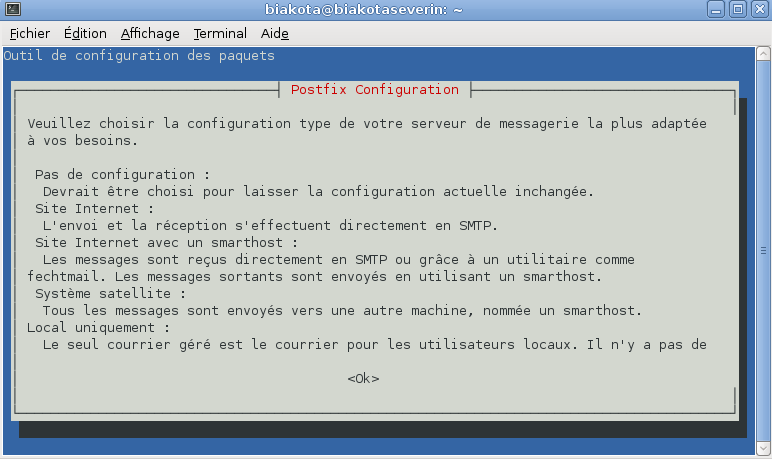 biakota@biakotaseverin: ~
Fichier Édition Affichage Terminal Aide
Outil de configuration des paquets
Postfix Configuration
Veuillez choisir la configuration type de votre serveur de messagerie la plus adaptée
à vos besoins.
Pas de configuration :
Devrait être choisi pour laisser la configuration actuelle inchangée.
Site Internet :
L'envoi et la réception s'effectuent directement en SMTP.
Site Internet avec un smarthost :
Les messages sont reçus directement en SMTP ou grâce à un utilitaire comme
fechtmail. Les messages sortants sont envoyés en utilisant un smarthost.
Système satellite :
Tous les messages sont envoyés vers une autre machine, nommée un smarthost.
Local uniquement :
Le seul courrier géré est le courrier pour les utilisateurs locaux. Il n'y a pas de
<Ok>